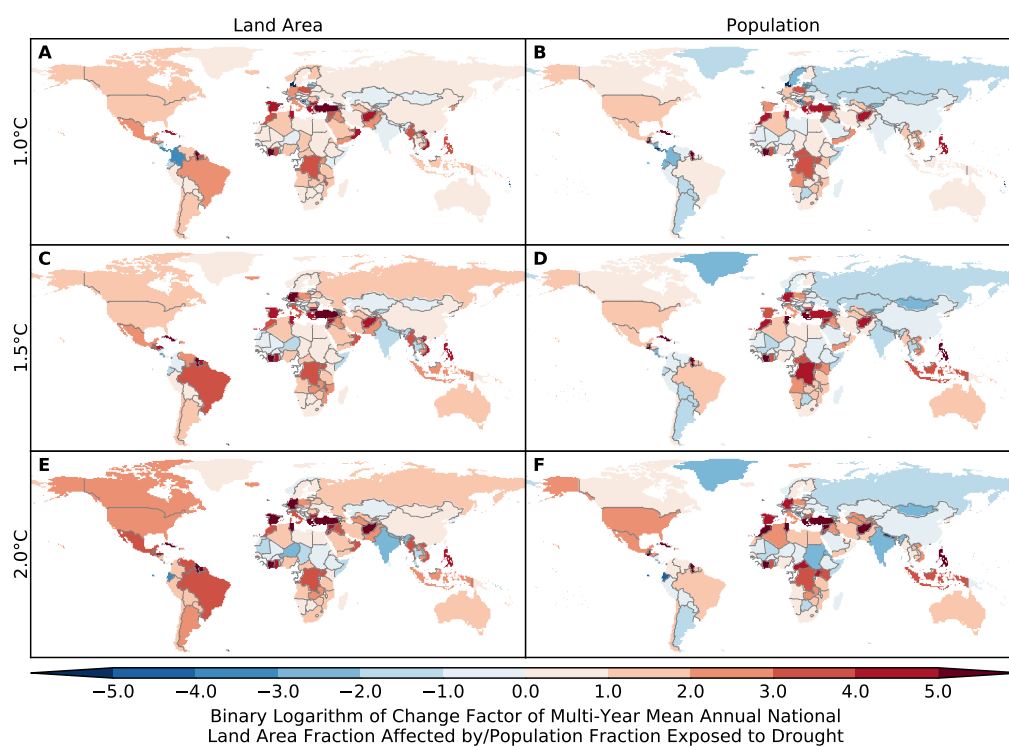 Land Area
Population
A
B
1.0°C
C
D
1.5°C
E
F
2.0°C
−5.0 −4.0 −3.0 −2.0 −1.0 0.0 1.0 2.0 3.0 4.0 5.0
Binary Logarithm of Change Factor of Multi-Year Mean Annual National
Land Area Fraction Affected by/Population Fraction Exposed to Drought